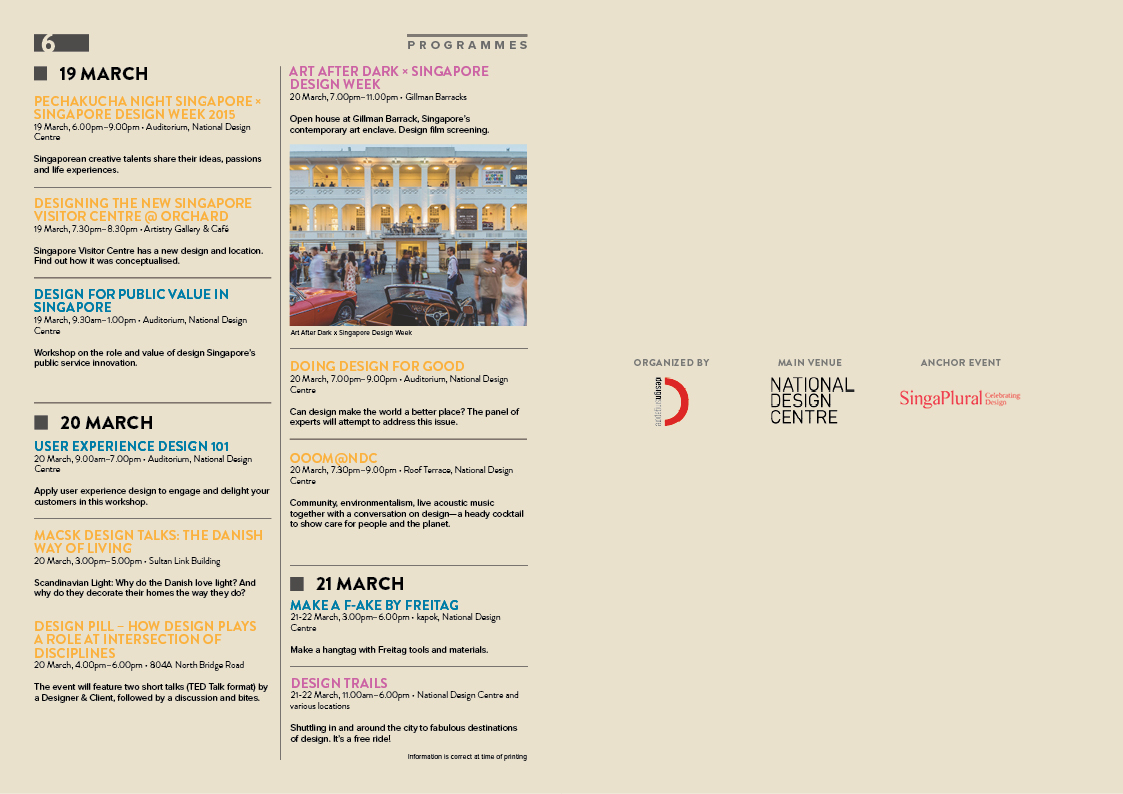 6
PROGRAMMES
19 MARCH
PECHAKUCHA NIGHT SINGAPORE ×
SINGAPORE DESIGN WEEK 2015
19 March, 6.00pm–9.00pm • Auditorium, National Design
Centre
Singaporean creative talents share their ideas, passions
and life experiences.
DESIGNING THE NEW SINGAPORE
VISITOR CENTRE @ ORCHARD
19 March, 7.30pm–8.30pm • Artistry Gallery & Café
Singapore Visitor Centre has a new design and location.
Find out how it was conceptualised.
DESIGN FOR PUBLIC VALUE IN
SINGAPORE
19 March, 9.30am–1.00pm • Auditorium, National Design
Centre
Workshop on the role and value of design Singapore's
public service innovation.
20 MARCH
USER EXPERIENCE DESIGN 101
20 March, 9.00am–7.00pm • Auditorium, National Design
Centre
Apply user experience design to engage and delight your
customers in this workshop.
MACSK DESIGN TALKS: THE DANISH
WAY OF LIVING
20 March, 3.00pm–5.00pm • Sultan Link Building
Scandinavian Light: Why do the Danish love light? And
why do they decorate their homes the way they do?
DESIGN PILL – HOW DESIGN PLAYS
A ROLE AT INTERSECTION OF
DISCIPLINES
20 March, 4.00pm–6.00pm • 804A North Bridge Road
The event will feature two short talks (TED Talk format) by
a Designer & Client, followed by a discussion and bites.
ART AFTER DARK × SINGAPORE
DESIGN WEEK
20 March, 7.00pm–11.00pm • Gillman Barracks
Open house at Gillman Barrack, Singapore's
contemporary art enclave. Design film screening.
Art After Dark x Singapore Design Week
DOING DESIGN FOR GOOD
20 March, 7.00pm–9.00pm • Auditorium, National Design
Centre
Can design make the world a better place? The panel of
experts will attempt to address this issue.
OOOM@NDC
20 March, 7.30pm–9.00pm • Roof Terrace, National Design
Centre
Community, environmentalism, live acoustic music
together with a conversation on design—a heady cocktail
to show care for people and the planet.
21 MARCH
MAKE A F-AKE BY FREITAG
21-22 March, 3.00pm–6.00pm • kapok, National Design
Centre
Make a hangtag with Freitag tools and materials.
DESIGN TRAILS
21-22 March, 11.00am–6.00pm • National Design Centre and
various locations
Shuttling in and around the city to fabulous destinations
of design. It's a free ride!
Information is correct at time of printing
ORGANIZED BY
designsingapore
MAIN VENUE
NATIONAL
DESIGN
CENTRE
ANCHOR EVENT
SingaPlural Celebrating
Design